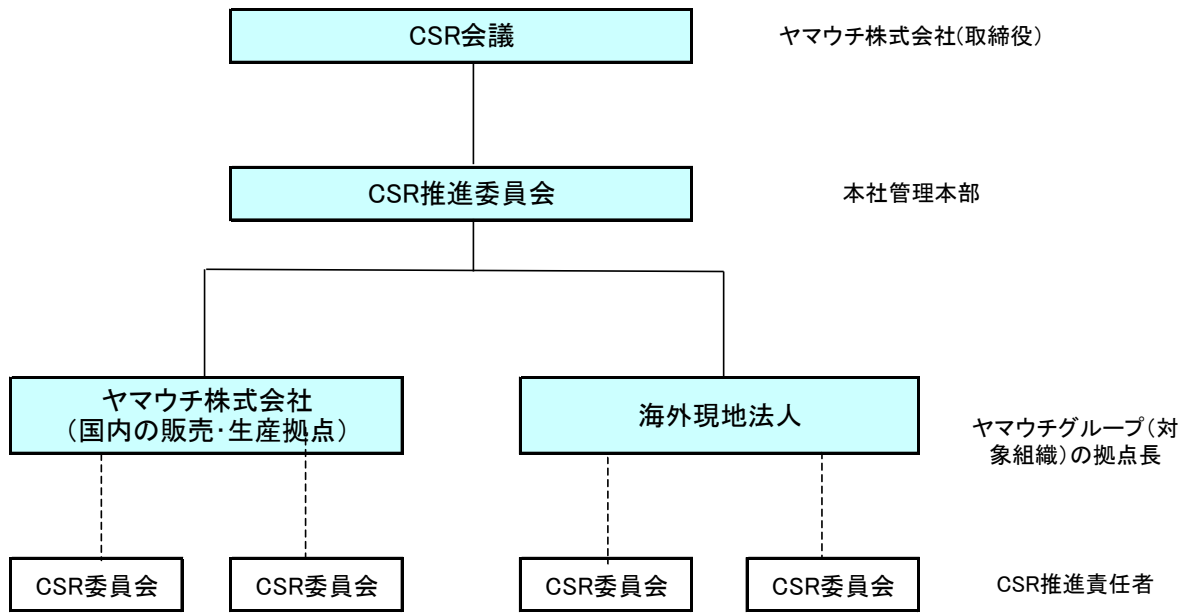 CSR会議
ヤマウチ株式会社(取締役)
CSR推進委員会
本社管理本部
ヤマウチ株式会社
(国内の販売・生産拠点)
海外現地法人
ヤマウチグループ(対
象組織)の拠点長
CSR委員会
CSR委員会
CSR委員会
CSR委員会
CSR推進責任者